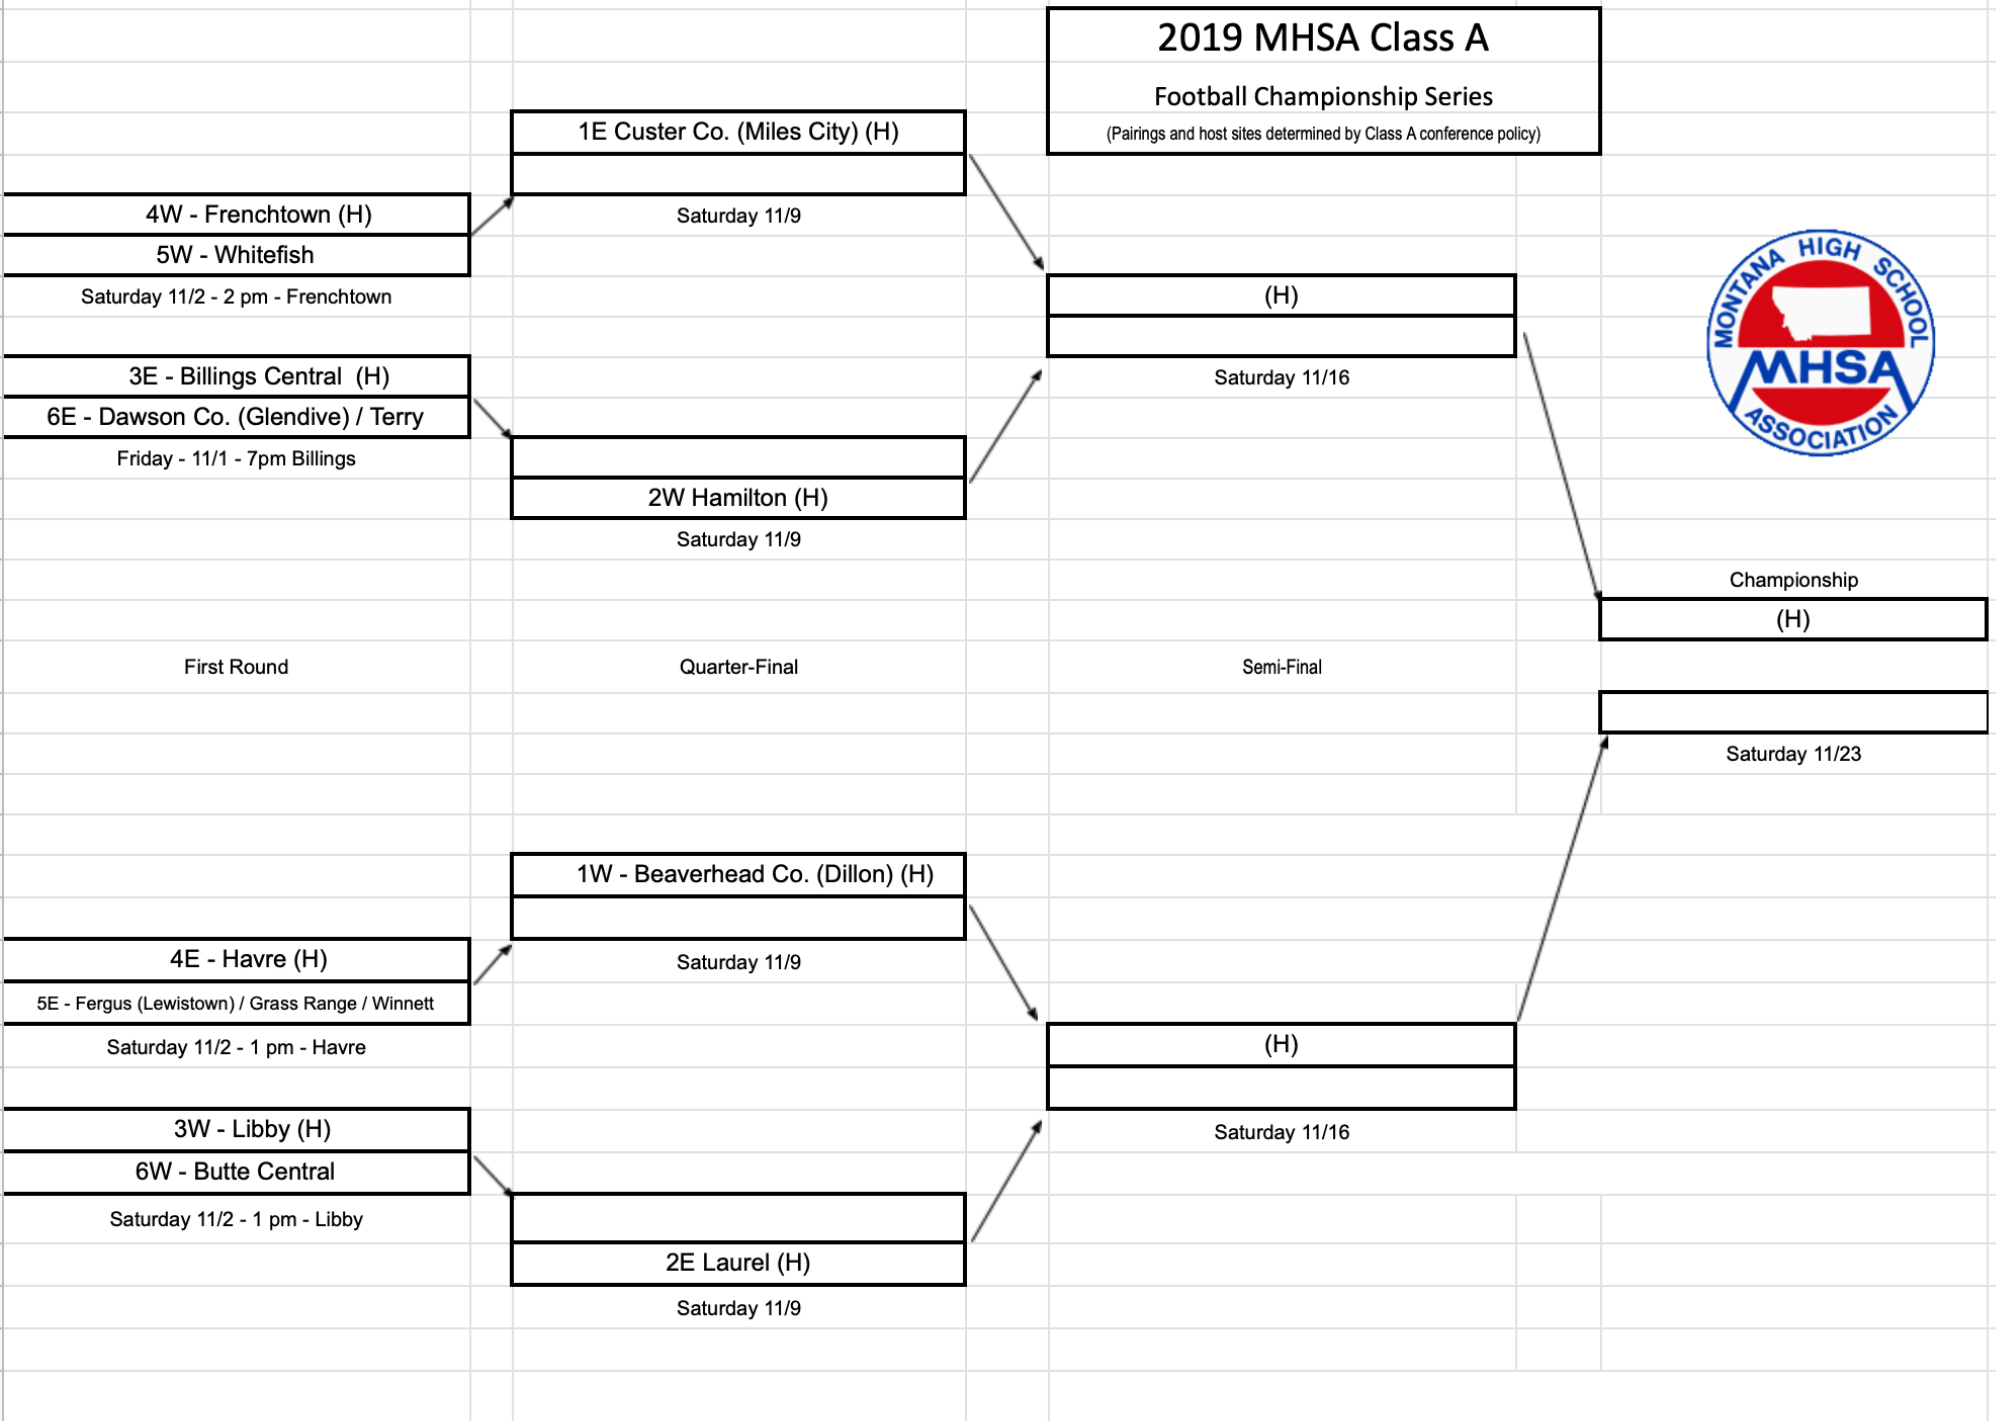 2019 MHSA Class A
Football Championship Series
(Pairings and host sites determined by Class A conference policy)
1E Custer Co. (Miles City) (H)
Saturday 11/9
4W - Frenchtown (H)
5W - Whitefish
Saturday 11/2 - 2 pm - Frenchtown
(H)
Saturday 11/16
3E - Billings Central  (H)
6E - Dawson Co. (Glendive) / Terry
Friday - 11/1 - 7pm Billings
2W Hamilton (H)
Saturday 11/9
MONTANA HIGH SCHOOL
MHSA
ASSOCIATION
Championship
(H)
First Round
Quarter-Final
Semi-Final
Saturday 11/23
1W - Beaverhead Co. (Dillon) (H)
Saturday 11/9
4E - Havre (H)
5E - Fergus (Lewistown) / Grass Range / Winnett
Saturday 11/2 - 1 pm - Havre
(H)
Saturday 11/16
3W - Libby (H)
6W - Butte Central
Saturday 11/2 - 1 pm - Libby
2E Laurel (H)
Saturday 11/9